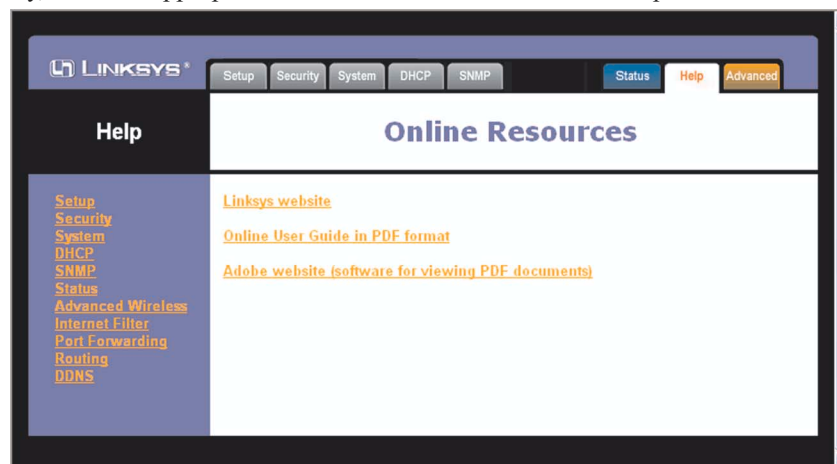 LINKSYS®
Setup Security System DHCP SNMP Status Help Advanced
Help
Online Resources
Setup
Security
System
DHCP
SNMP
Status
Advanced Wireless
Internet Filter
Port Forwarding
Routing
DDNS
Linksys website
Online User Guide in PDF format
Adobe website (software for viewing PDF documents)